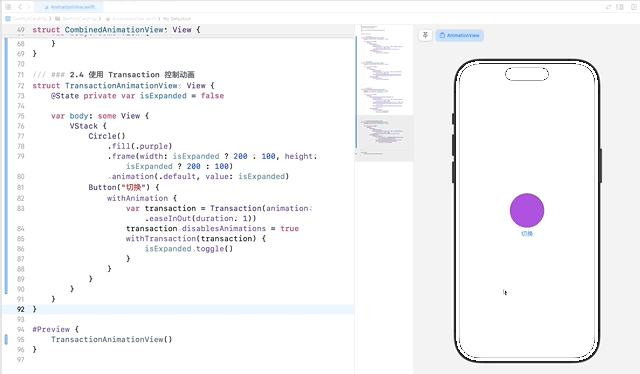 AnimationView.swift
49 struct CombinedAnimationView: View {
68 }
69 }
70
71 /// ### 2.4 使用 Transaction 控制动画
72 struct TransactionAnimationView: View {
73 @State private var isExpanded = false
74
75 var body: some View {
76 VStack {
77 Circle()
78 .fill(.purple)
79 .frame(width: isExpanded ? 200 : 100, height:
isExpanded ? 200 : 100)
80 .animation(.default, value: isExpanded)
81 Button("切换") {
82 withAnimation {
83 var transaction = Transaction(animation:
.easeInOut(duration: 1))
84 transaction.disablesAnimations = true
85 withTransaction(transaction) {
86 isExpanded.toggle()
87 }
88 }
89 }
90 }
91 }
92 }
93
94 #Preview {
95 TransactionAnimationView()
96 }
97
AnimationView
切换